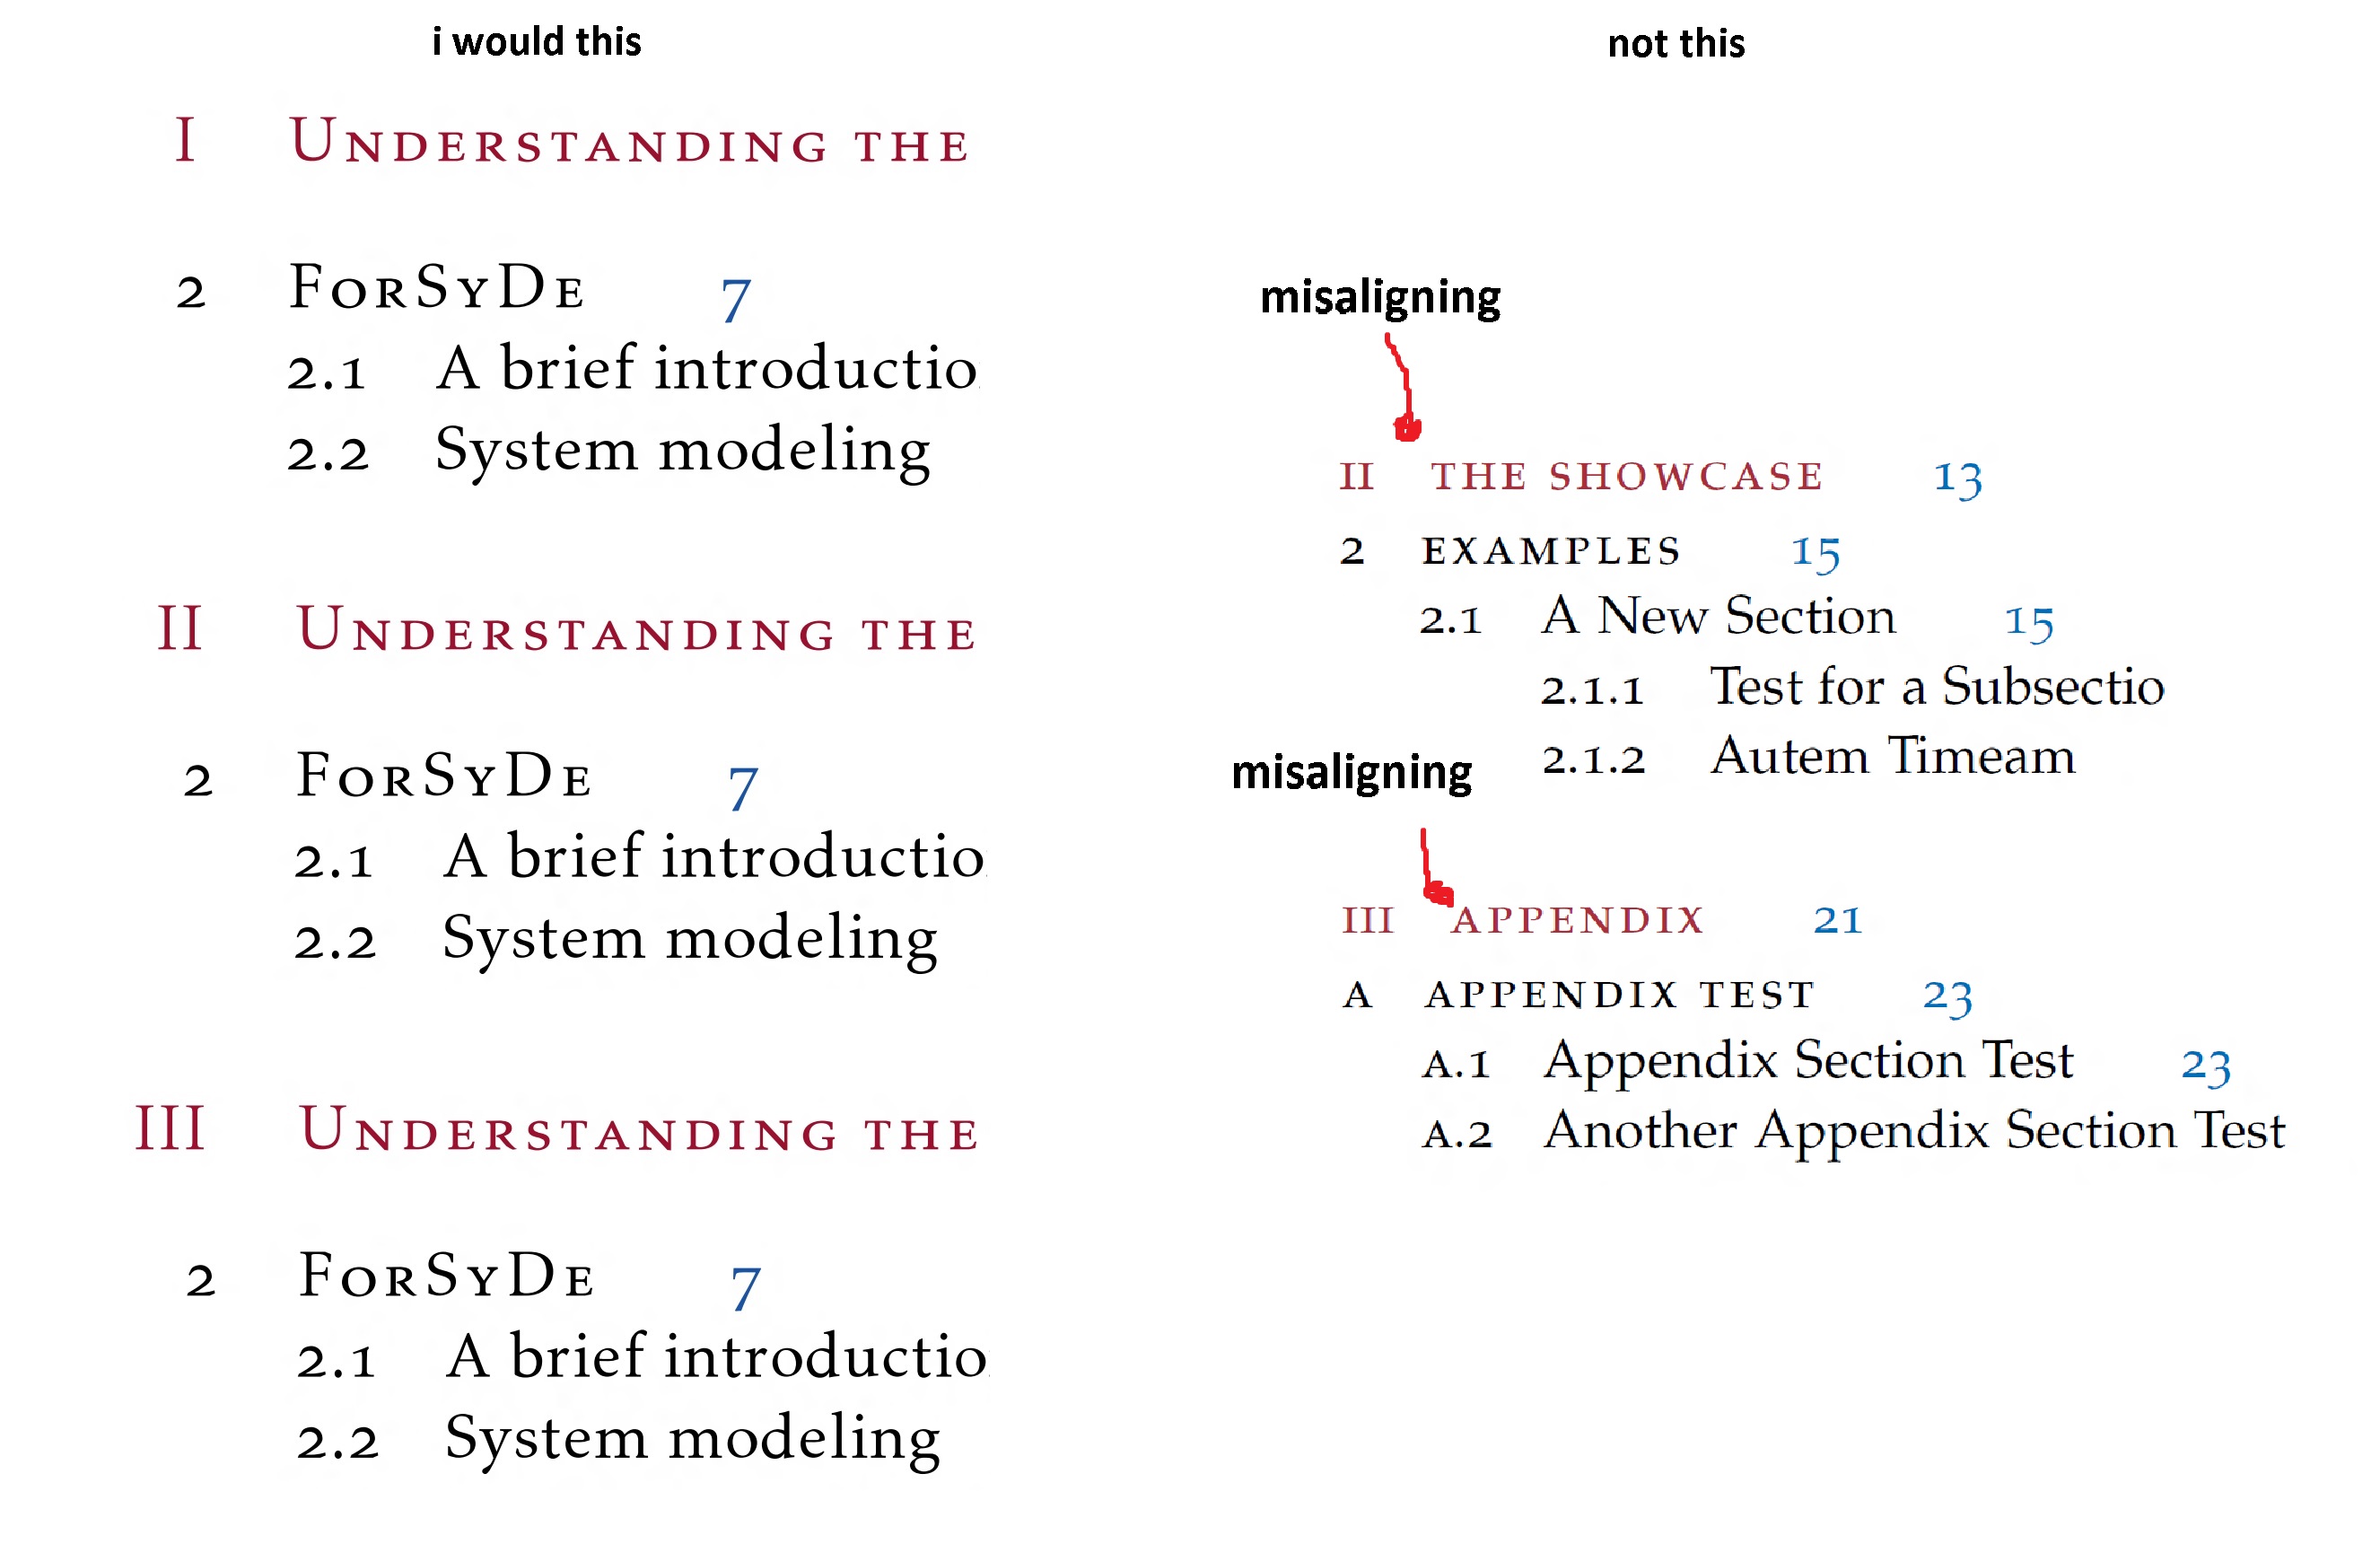 i would this
I UNDERSTANDING THE
2 FORSYDE 7
2.1 A brief introductio
2.2 System modeling
II UNDERSTANDING THE
2 FORSYDE 7
2.1 A brief introductio
2.2 System modeling
III UNDERSTANDING THE
2 FORSYDE 7
2.1 A brief introductio
2.2 System modeling
not this
misaligning
II THE SHOWCASE 13
2 EXAMPLES 15
2.1 A New Section 15
2.1.1 Test for a Subsectio
2.1.2 Autem Timeam
misaligning
III APPENDIX 21
A APPENDIX TEST 23
A.1 Appendix Section Test 23
A.2 Another Appendix Section Test